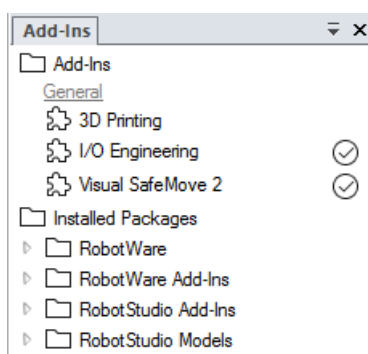 Add-Ins
Add-Ins
General
3D Printing
I/O Engineering
Visual SafeMove 2
Installed Packages
RobotWare
RobotWare Add-Ins
RobotStudio Add-Ins
RobotStudio Models